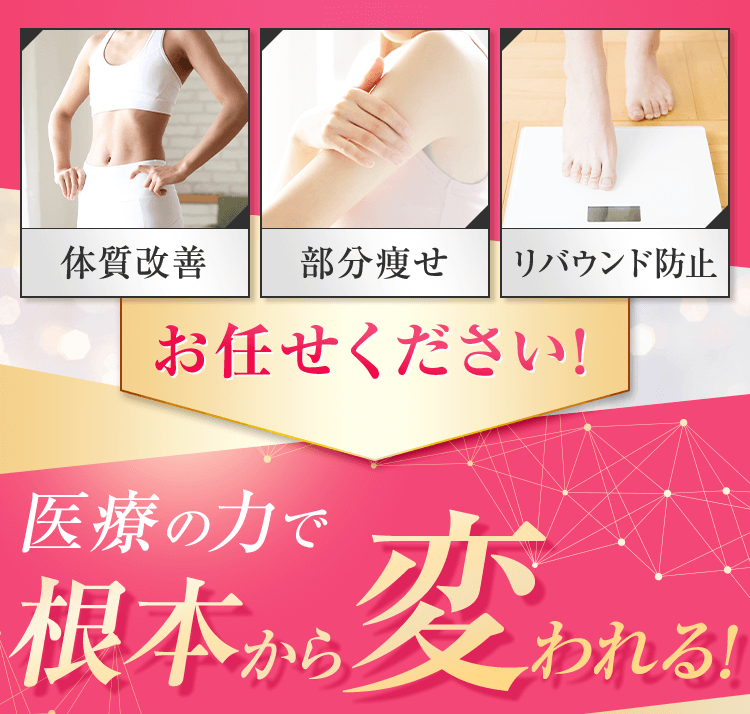 体質改善
部分痩せ
リバウンド防止
お任せください!
医療の力で
根本から変われる!